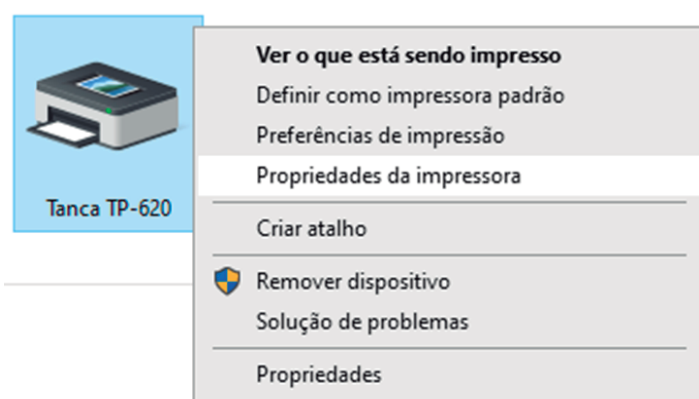 Tanca TP-620
Ver o que está sendo impresso
Definir como impressora padrão
Preferências de impressão
Propriedades da impressora
Criar atalho
Remover dispositivo
Solução de problemas
Propriedades